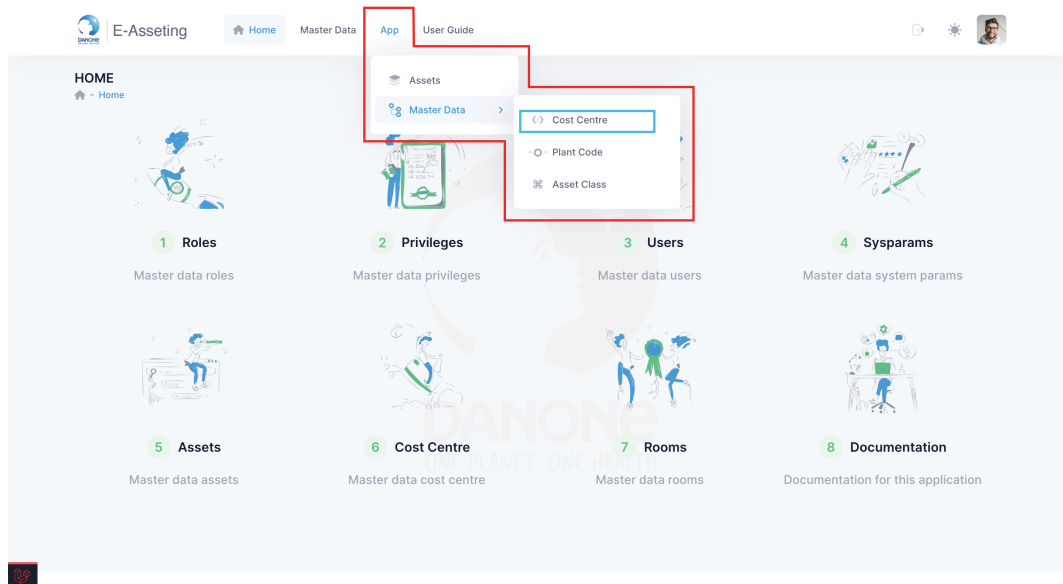 DANONE
E-Asseting
Home
Master Data
App
User Guide
HOME
- Home
Assets
Master Data
Cost Centre
Plant Code
Asset Class
1 Roles
Master data roles
2 Privileges
Master data privileges
3 Users
Master data users
4 Sysparams
Master data system params
DANONE
ONE PLANET. ONE HEALTH
5 Assets
Master data assets
6 Cost Centre
Master data cost centre
7 Rooms
Master data rooms
8 Documentation
Documentation for this application